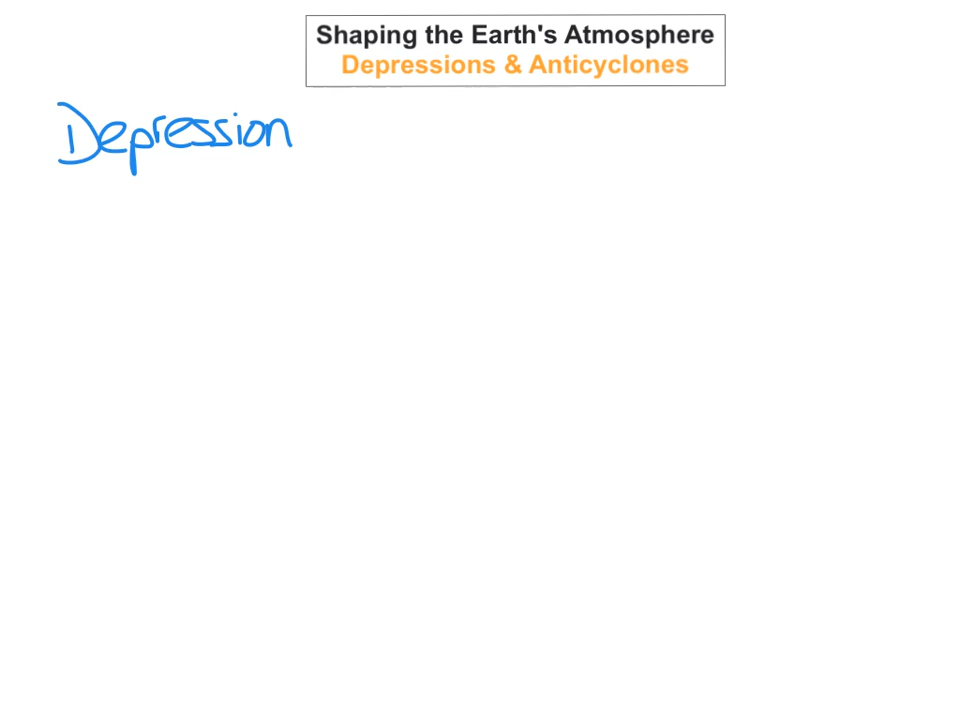 Shaping the Earth's Atmosphere
Depressions & Anticyclones
Depression